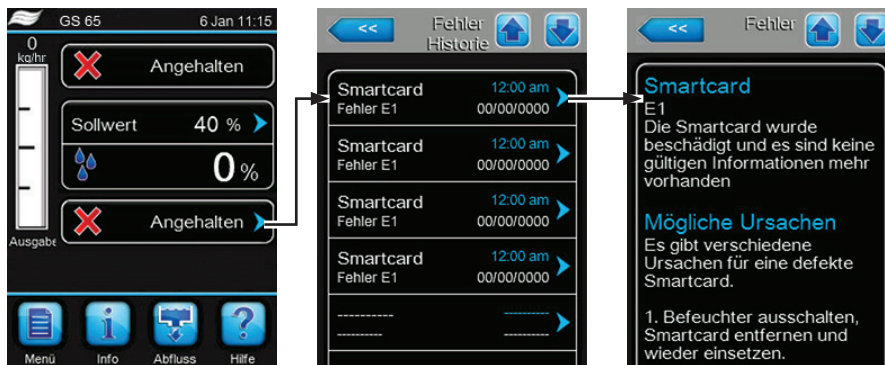 GS 65 6 Jan 11:15
0
kg/hr
Angehalten
Sollwert 40 %
0 %
Angehalten
Ausgabe
Menü Info Abfluss Hilfe
<< Fehler
Historie
Smartcard 12:00 am
Fehler E1 00/00/0000
Smartcard 12:00 am
Fehler E1 00/00/0000
Smartcard 12:00 am
Fehler E1 00/00/0000
Smartcard 12:00 am
Fehler E1 00/00/0000
---------- ----------
---------- ----------
<< Fehler
Smartcard
E1
Die Smartcard wurde
beschädigt und es sind keine
gültigen Informationen mehr
vorhanden
Mögliche Ursachen
Es gibt verschiedene
Ursachen für eine defekte
Smartcard.
1. Befeuchter ausschalten,
Smartcard entfernen und
wieder einsetzen.